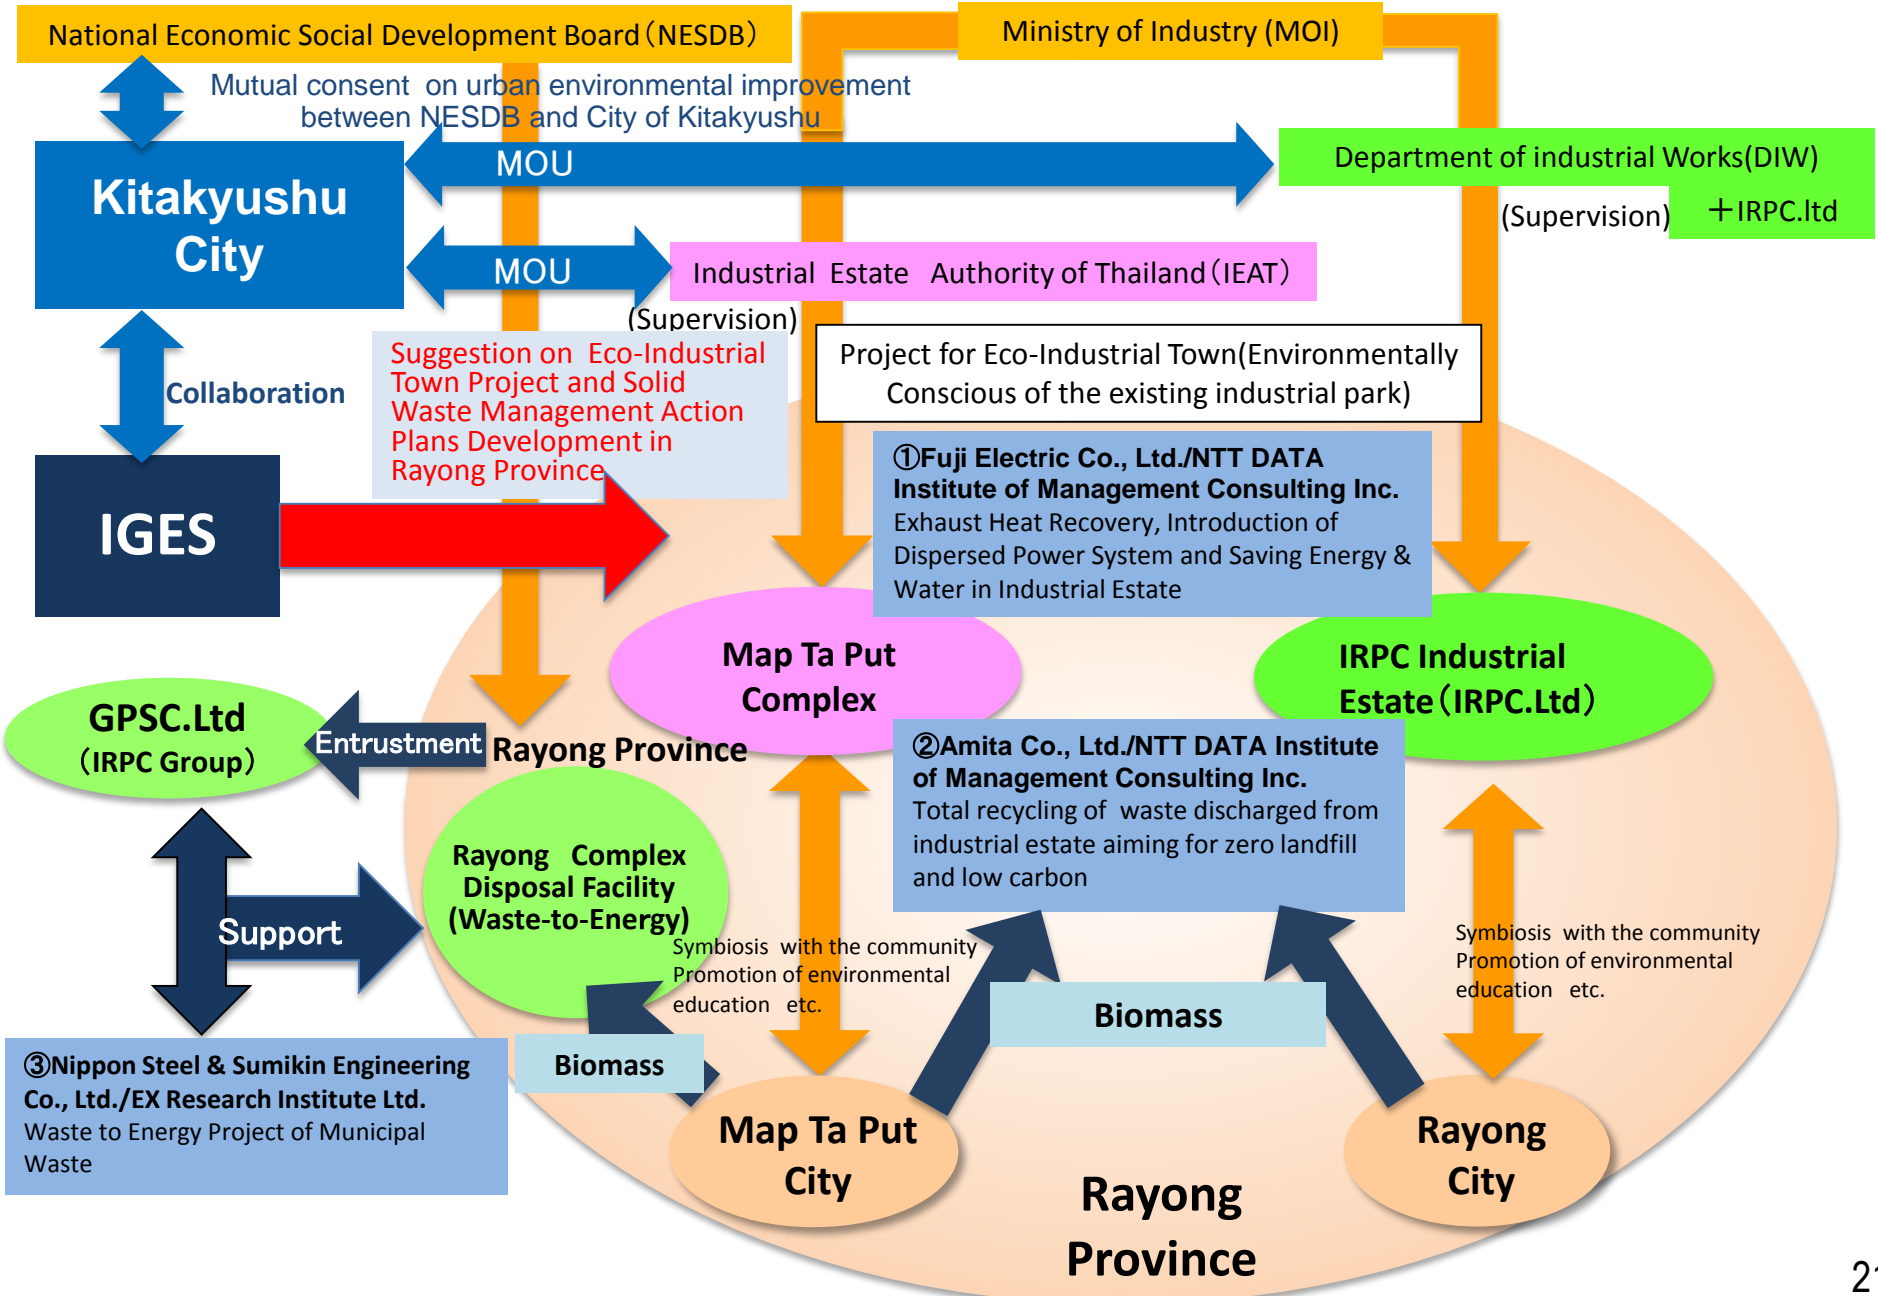 National Economic Social Development Board（NESDB）
Ministry of Industry (MOI)
Mutual consent  on urban environmental improvement
between NESDB and City of Kitakyushu
Kitakyushu
City
MOU
Department of industrial Works(DIW)
(Supervision)
＋IRPC.ltd
MOU
Industrial  Estate   Authority of Thailand（IEAT）
(Supervision)
Suggestion on  Eco-Industrial
Town Project and Solid
Waste Management Action
Plans Development in
Rayong Province
Project for Eco-Industrial Town(Environmentally
Conscious of the existing industrial park)
Collaboration
IGES
①Fuji Electric Co., Ltd./NTT DATA
Institute of Management Consulting Inc.
Exhaust Heat Recovery, Introduction of
Dispersed Power System and Saving Energy &
Water in Industrial Estate
Map Ta Put
Complex
IRPC Industrial
Estate（IRPC.Ltd）
GPSC.Ltd
（IRPC Group）
Entrustment
Rayong Province
②Amita Co., Ltd./NTT DATA Institute
of Management Consulting Inc.
Total recycling of  waste discharged from
industrial estate aiming for zero landfill
and low carbon
Rayong   Complex
Disposal Facility
(Waste-to-Energy)
Support
Symbiosis  with the community
Promotion of environmental
education   etc.
Symbiosis  with the community
Promotion of environmental
education   etc.
Biomass
Biomass
③Nippon Steel & Sumikin Engineering
Co., Ltd./EX Research Institute Ltd.
Waste to Energy Project of Municipal
Waste
Map Ta Put
City
Rayong
City
Rayong
Province